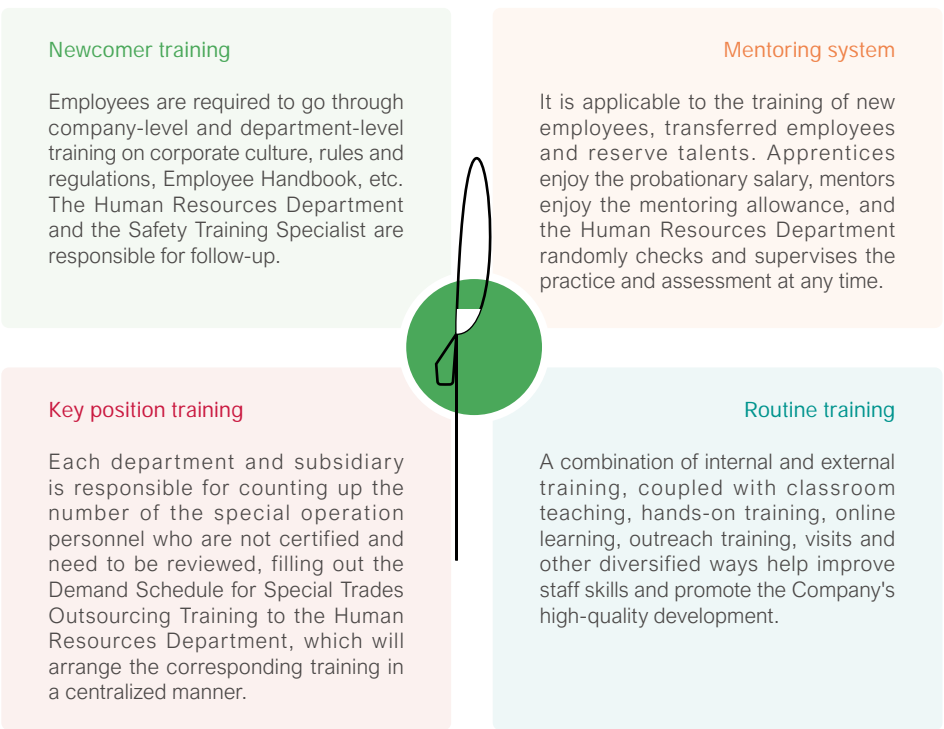 Newcomer training
Employees are required to go through
company-level and department-level
training on corporate culture, rules and
regulations, Employee Handbook, etc.
The Human Resources Department
and the Safety Training Specialist are
responsible for follow-up.
Mentoring system
It is applicable to the training of new
employees, transferred employees
and reserve talents. Apprentices
enjoy the probationary salary, mentors
enjoy the mentoring allowance, and
the Human Resources Department
randomly checks and supervises the
practice and assessment at any time.
Key position training
Each department and subsidiary
is responsible for counting up the
number of the special operation
personnel who are not certified and
need to be reviewed, filling out the
Demand Schedule for Special Trades
Outsourcing Training to the Human
Resources Department, which will
arrange the corresponding training in
a centralized manner.
Routine training
A combination of internal and external
training, coupled with classroom
teaching, hands-on training, online
learning, outreach training, visits and
other diversified ways help improve
staff skills and promote the Company's
high-quality development.